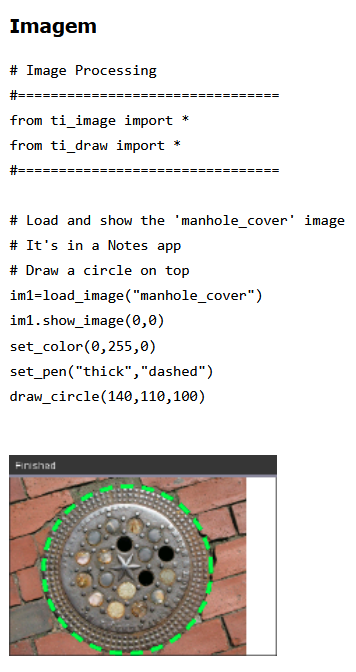 Imagem
# Image Processing
#================================
from ti_image import *
from ti_draw import *
#================================
# Load and show the 'manhole_cover' image
# It's in a Notes app
# Draw a circle on top
im1=load_image("manhole_cover")
im1.show_image(0,0)
set_color(0,255,0)
set_pen("thick","dashed")
draw_circle(140,110,100)
Finished